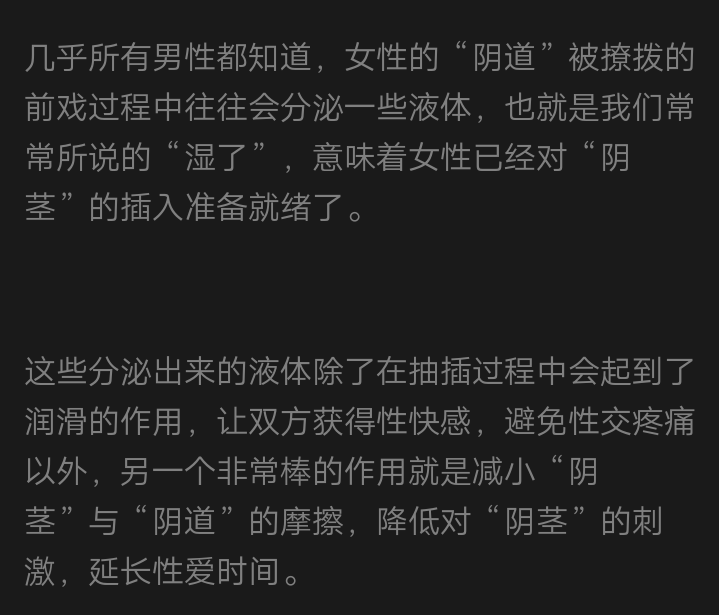 几乎所有男性都知道，女性的“阴道”被撩拨的
前戏过程中往往会分泌一些液体，也就是我们常
常所说的“湿了”，意味着女性已经对“阴
茎”的插入准备就绪了。
这些分泌出来的液体除了在抽插过程中会起到了
润滑的作用，让双方获得性快感，避免性交疼痛
以外，另一个非常棒的作用就是减小“阴
茎”与“阴道”的摩擦，降低对“阴茎”的刺
激，延长性爱时间。